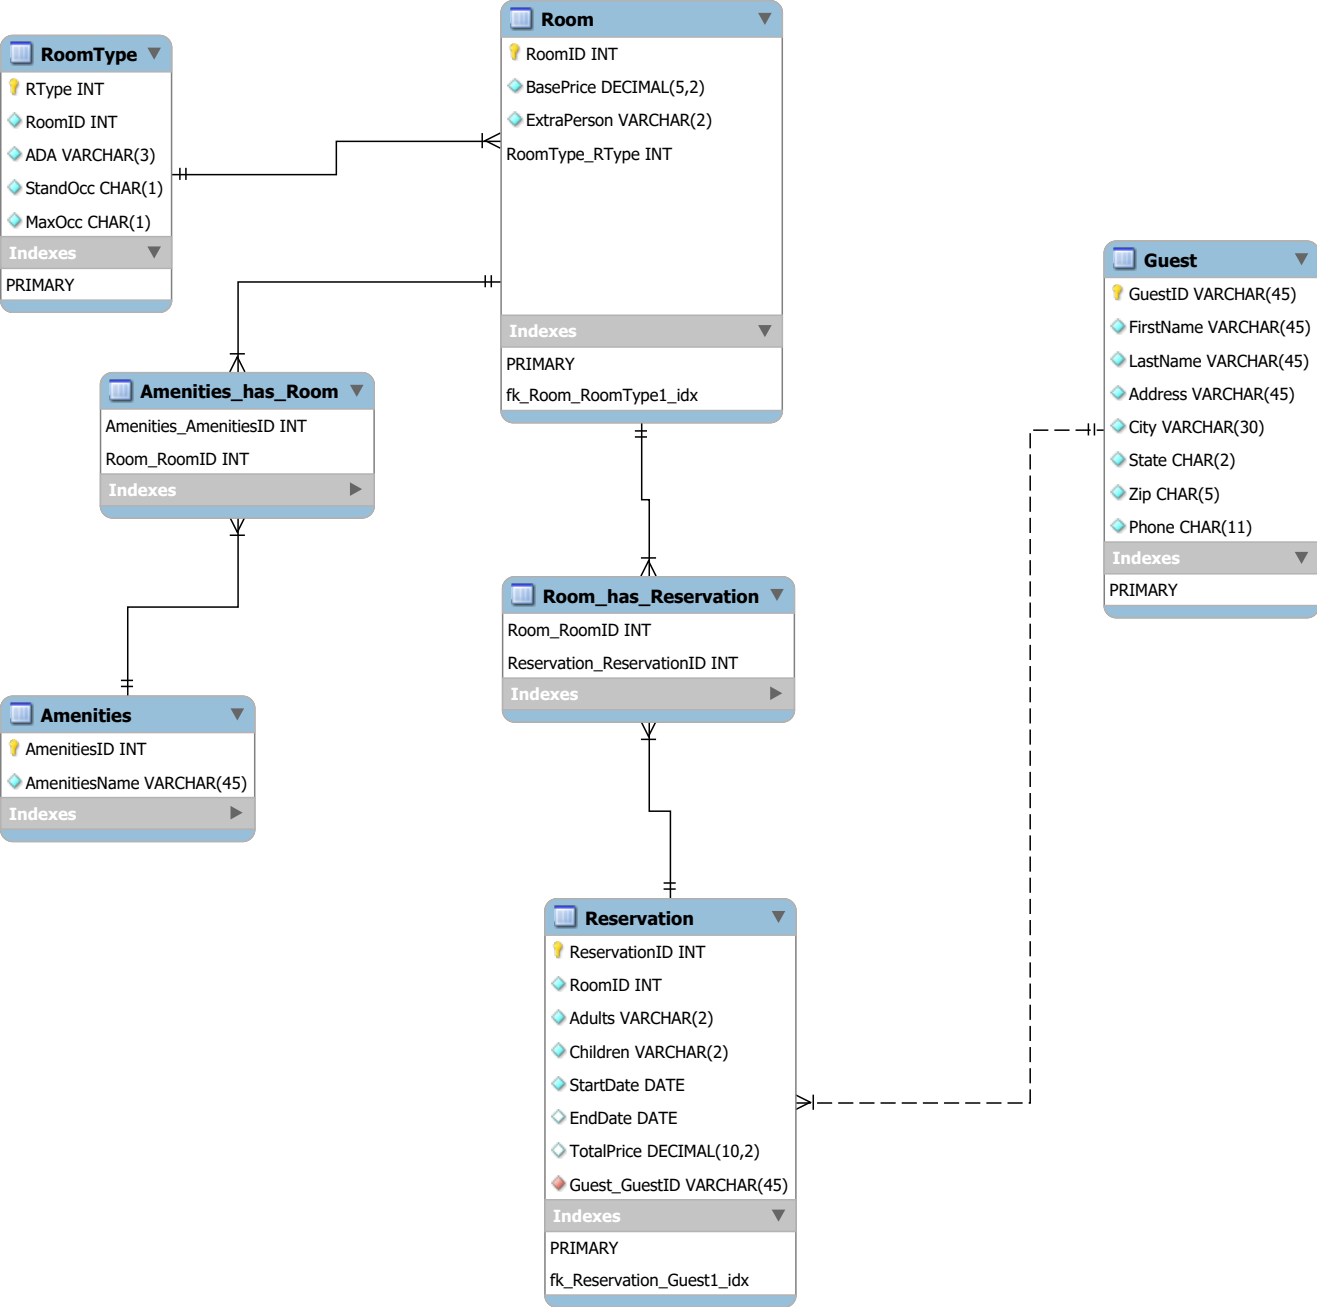 Room
RoomID INT
BasePrice DECIMAL(5,2)
ExtraPerson VARCHAR(2)
RoomType_RType INT
Indexes
PRIMARY
fk_Room_RoomType1_idx
RoomType
RType INT
RoomID INT
ADA VARCHAR(3)
StandOcc CHAR(1)
MaxOcc CHAR(1)
Indexes
PRIMARY
Guest
GuestID VARCHAR(45)
FirstName VARCHAR(45)
LastName VARCHAR(45)
Address VARCHAR(45)
City VARCHAR(30)
State CHAR(2)
Zip CHAR(5)
Phone CHAR(11)
Indexes
PRIMARY
Amenities_has_Room
Amenities_AmenitiesID INT
Room_RoomID INT
Indexes
Room_has_Reservation
Room_RoomID INT
Reservation_ReservationID INT
Indexes
Amenities
AmenitiesID INT
AmenitiesName VARCHAR(45)
Indexes
Reservation
ReservationID INT
RoomID INT
Adults VARCHAR(2)
Children VARCHAR(2)
StartDate DATE
EndDate DATE
TotalPrice DECIMAL(10,2)
Guest_GuestID VARCHAR(45)
Indexes
PRIMARY
fk_Reservation_Guest1_idx